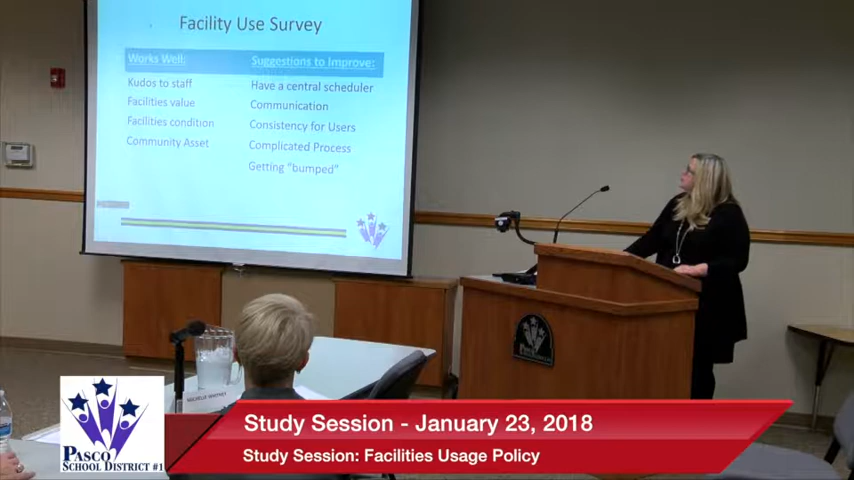 Facility Use Survey
Works Well:
Kudos to staff
Facilities value
Facilities condition
Community Asset
Suggestions to Improve:
Have a central scheduler
Communication
Consistency for Users
Complicated Process
Getting "bumped"
PASCO
Study Session - January 23, 2018
Study Session: Facilities Usage Policy
PASCO
SCHOOL DISTRICT #1